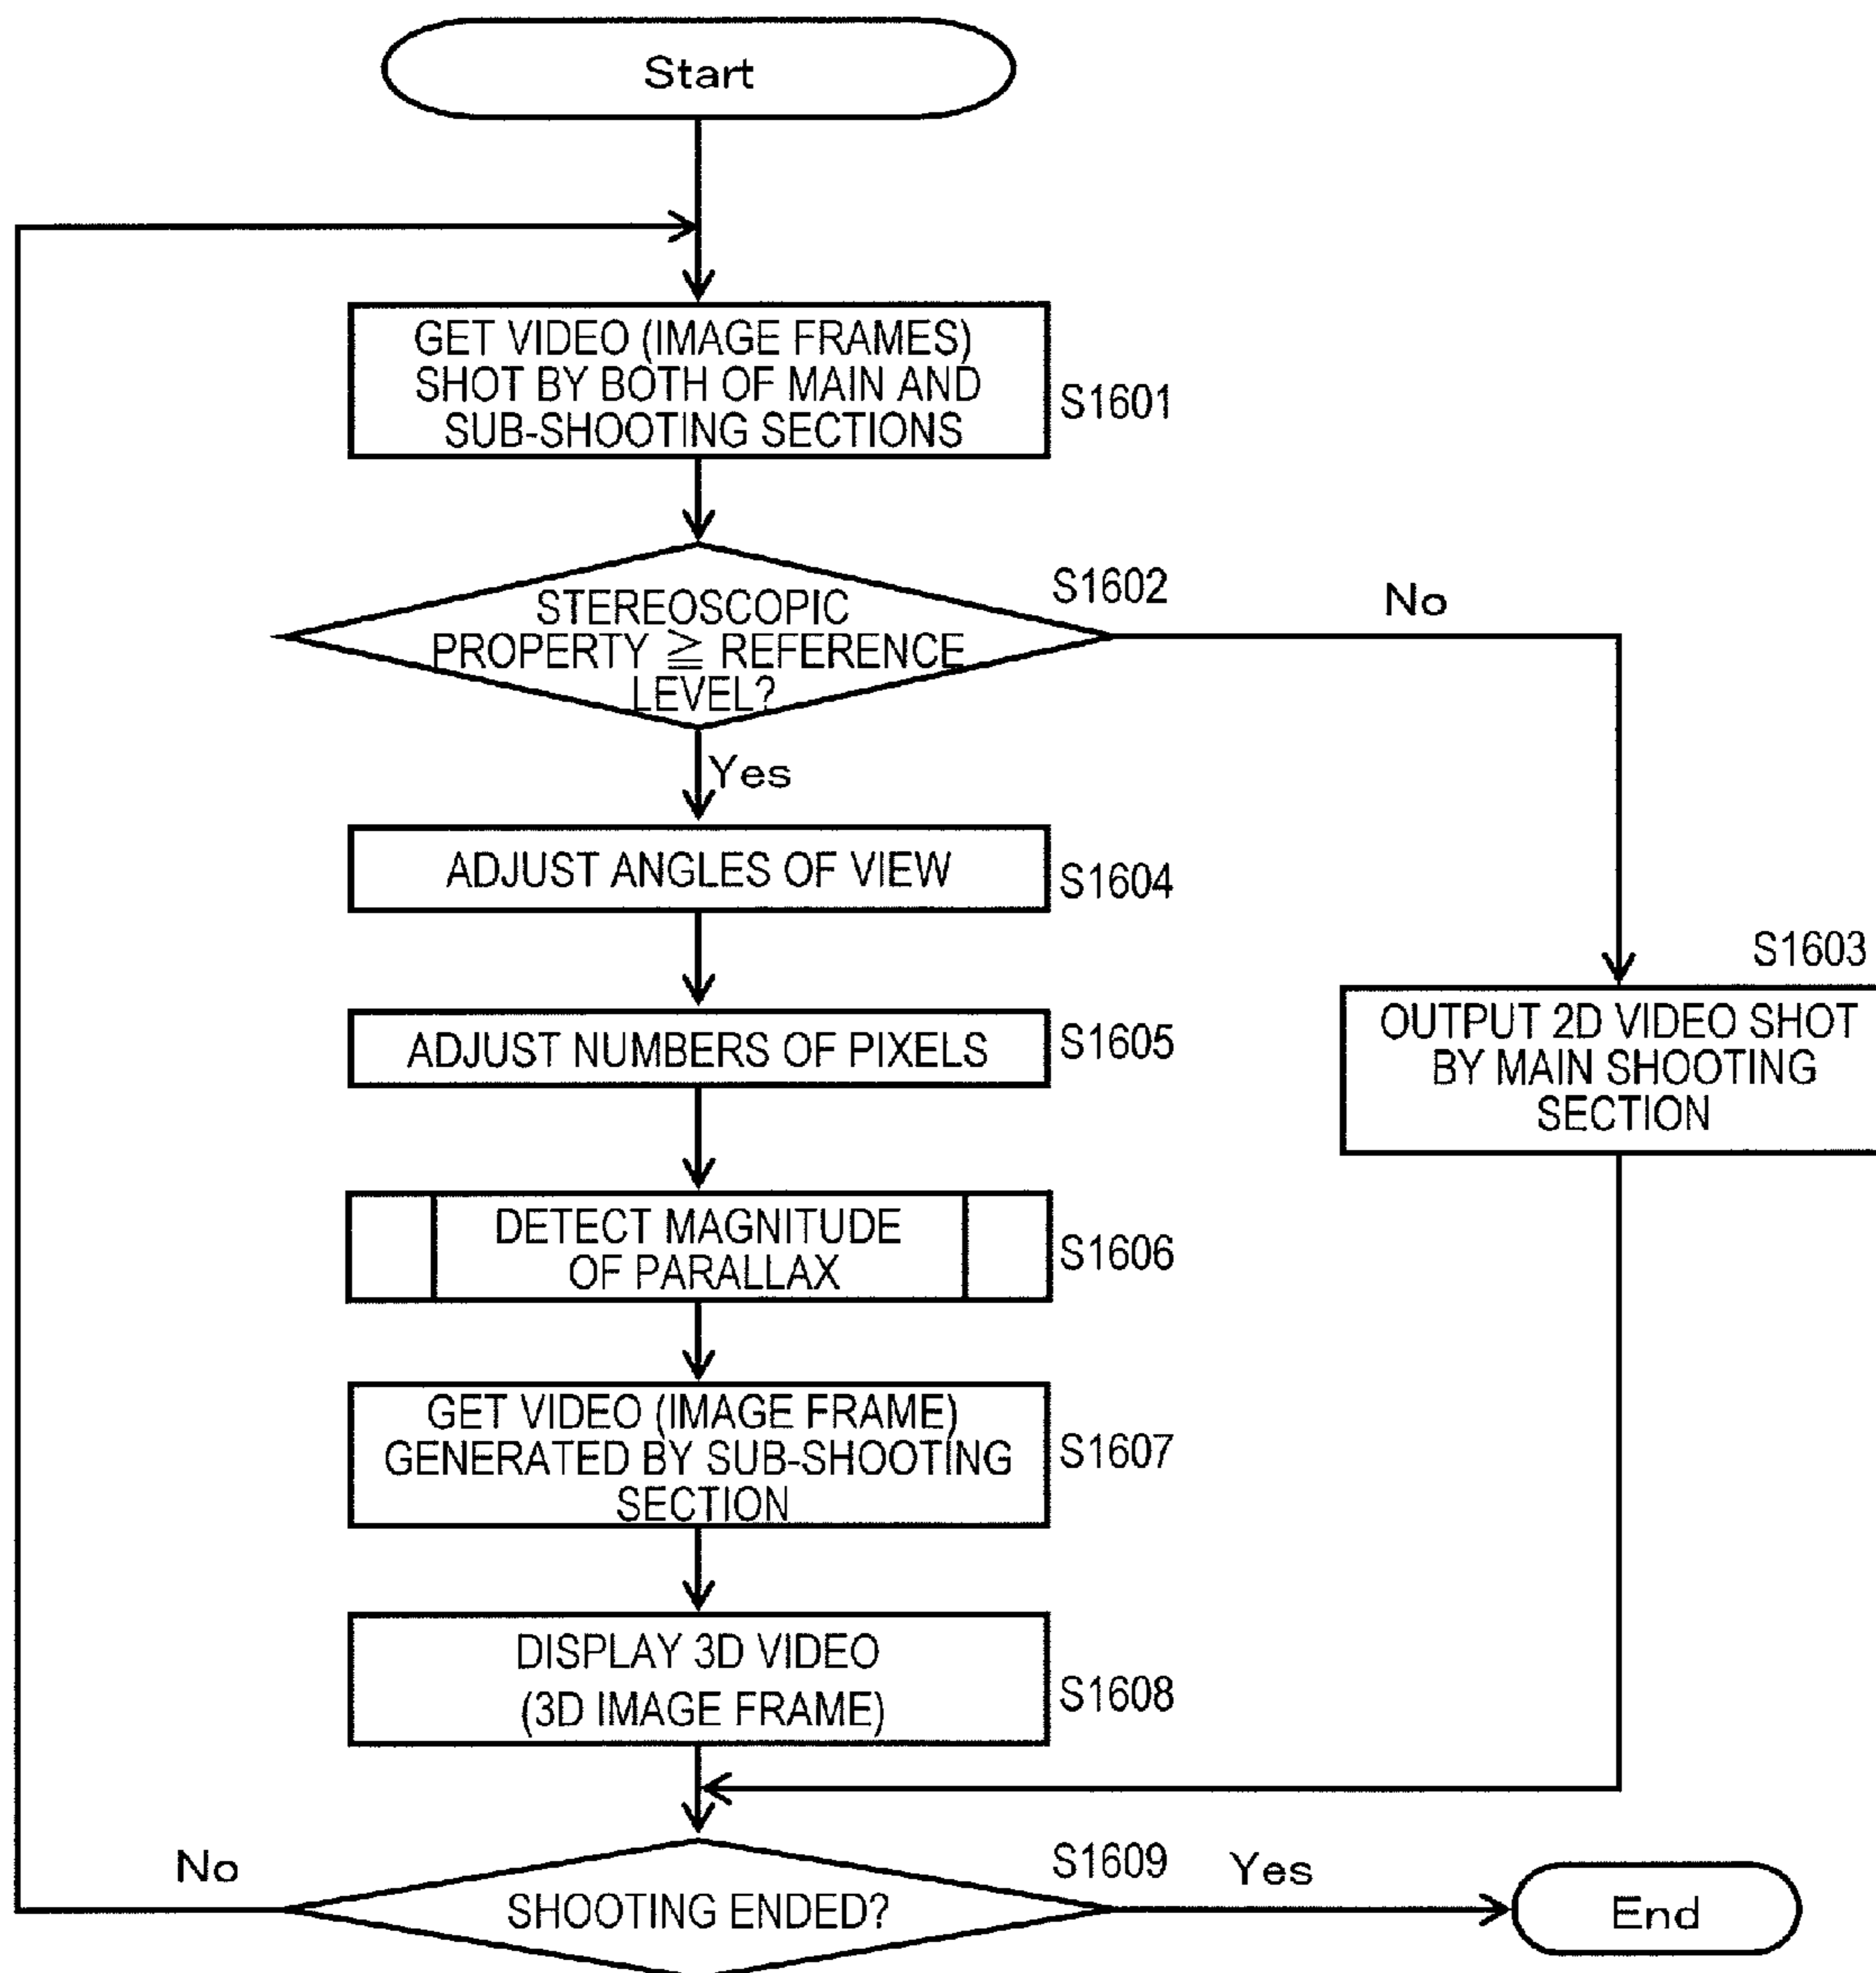 Start
GET VIDEO (IMAGE FRAMES)
SHOT BY BOTH OF MAIN AND
SUB-SHOOTING SECTIONS
S1601
STEREOSCOPIC
PROPERTY ≧ REFERENCE
LEVEL?
S1602
No
Yes
ADJUST ANGLES OF VIEW
S1604
S1603
OUTPUT 2D VIDEO SHOT
BY MAIN SHOOTING
SECTION
ADJUST NUMBERS OF PIXELS
S1605
DETECT MAGNITUDE
OF PARALLAX
S1606
GET VIDEO (IMAGE FRAME)
GENERATED BY SUB-SHOOTING
SECTION
S1607
DISPLAY 3D VIDEO
(3D IMAGE FRAME)
S1608
No
SHOOTING ENDED?
S1609
Yes
End